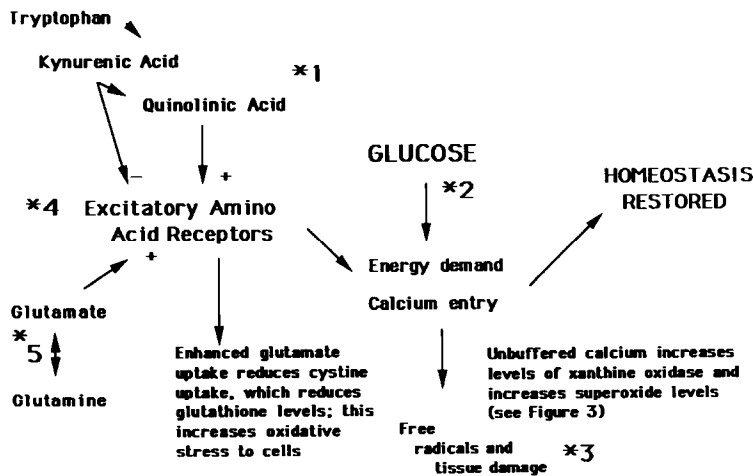 Tryptophan
Kynurenic Acid
*1
Quinolinic Acid
GLUCOSE
*2
HOMEOSTASIS
RESTORED
– +
*4 Excitatory Amino
Acid Receptors
+
Energy demand
Calcium entry
Glutamate
*5
Glutamine
Enhanced glutamate
uptake reduces cystine
uptake, which reduces
glutathione levels; this
increases oxidative
stress to cells
Unbuffered calcium increases
levels of xanthine oxidase and
increases superoxide levels
(see Figure 3)
Free
radicals and
tissue damage
*3